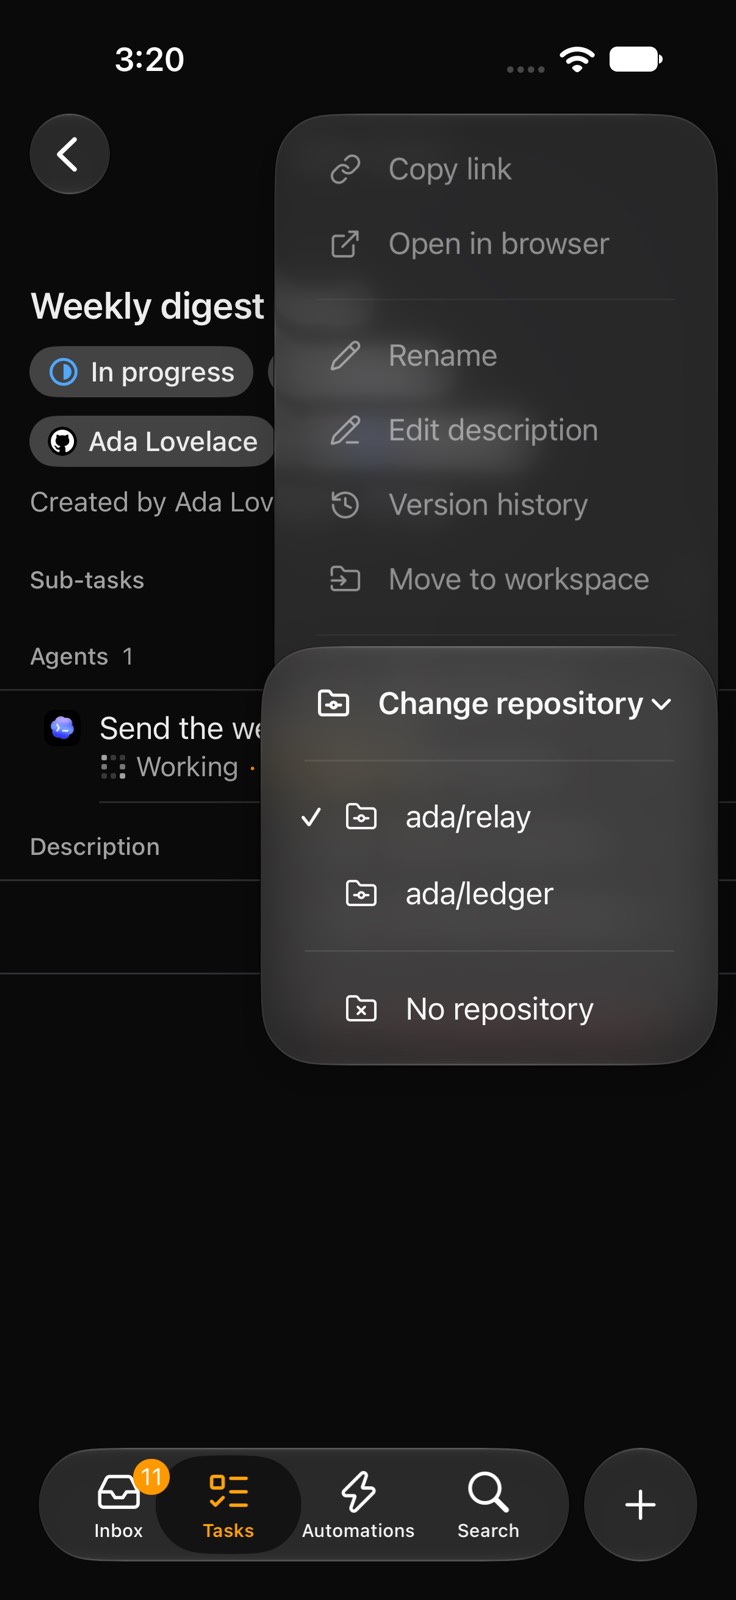 3:20
Copy link
Open in browser
Weekly digest
Rename
In progress
Edit description
Ada Lovelace
Created by Ada Lov
Version history
Sub-tasks
Move to workspace
Agents 1
Change repository
Send the we
Working ·
ada/relay
Description
ada/ledger
No repository
11
Inbox
Tasks
Automations
Search